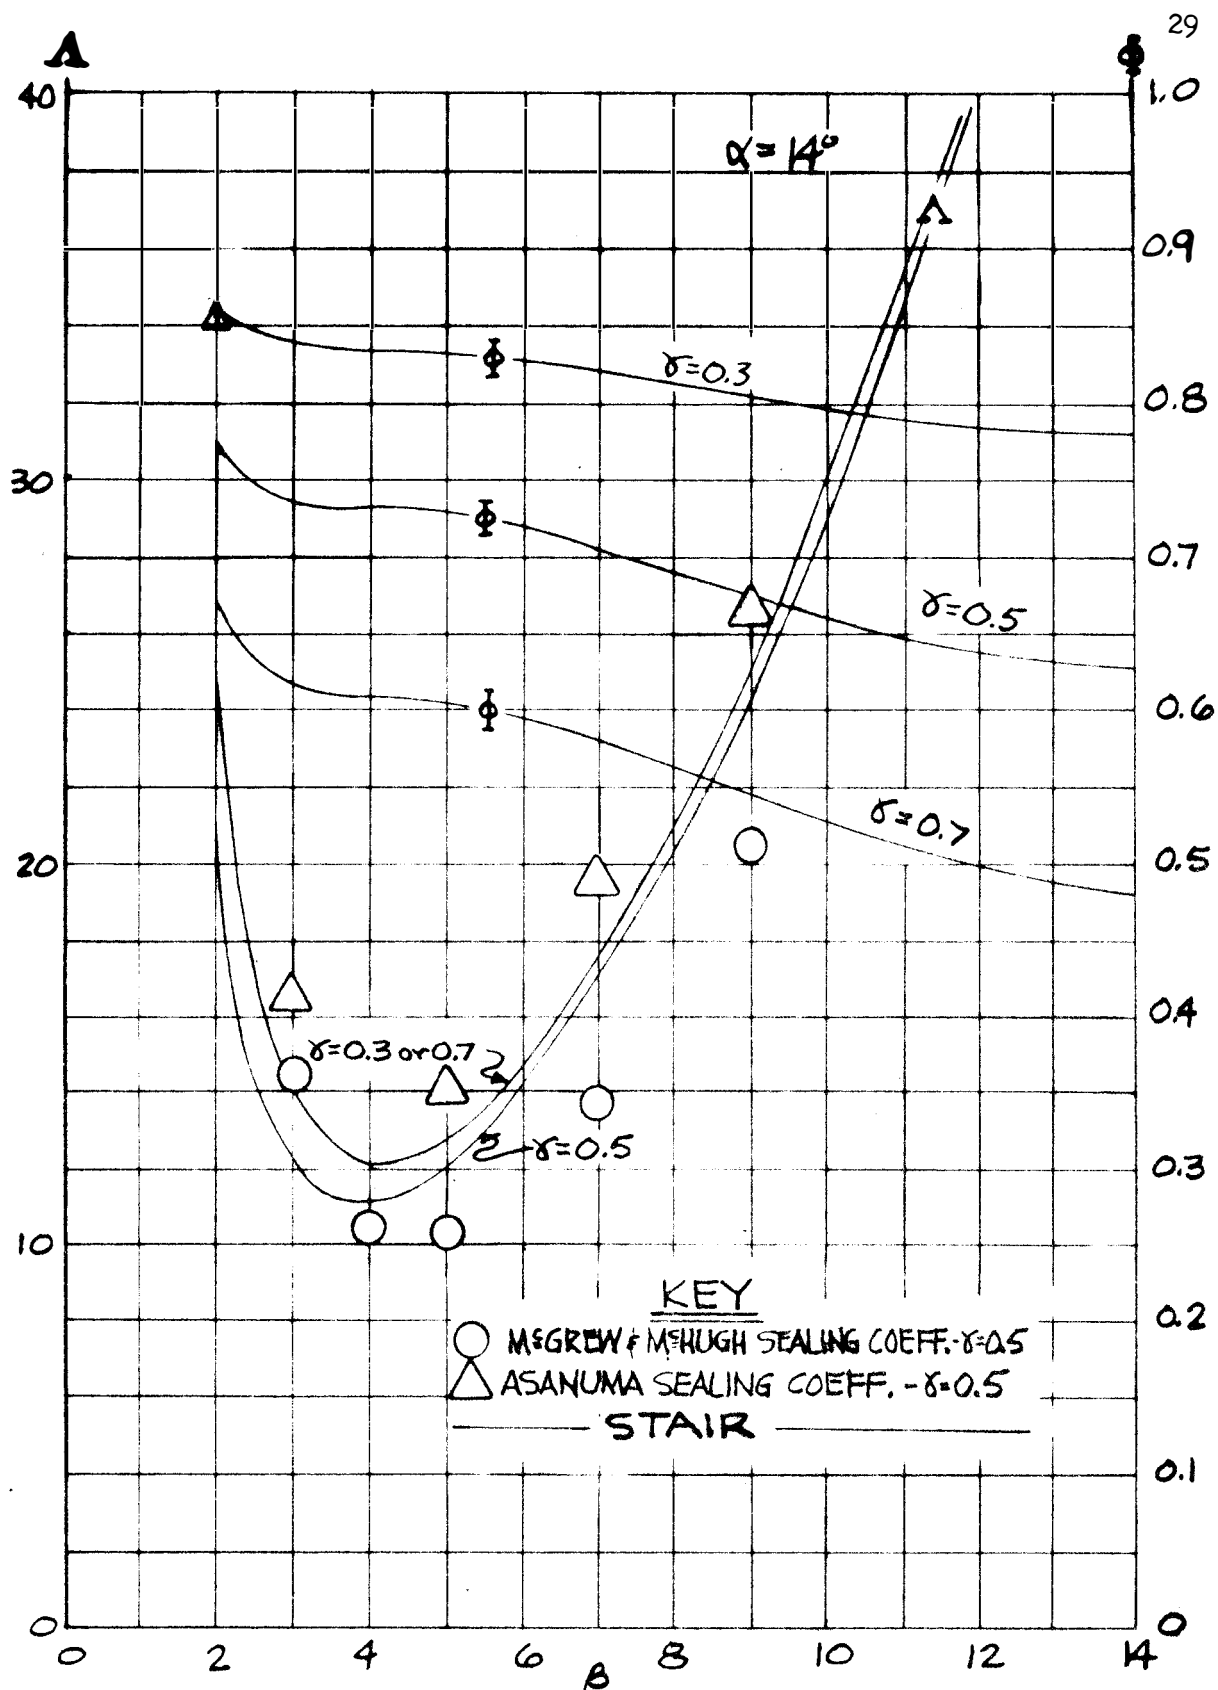 29
Λ
Φ
40
1.0
α = 14°
0.9
γ=0.3
0.8
30
0.7
γ=0.5
0.6
γ=0.7
20
0.5
0.4
γ=0.3 or 0.7
γ=0.5
0.3
10
KEY
0.2
McGREW & McHUGH SEALING COEFF.-γ=0.5
ASANUMA SEALING COEFF. -γ=0.5
STAIR
0.1
0
0
0 2 4 6 8 10 12 14
β